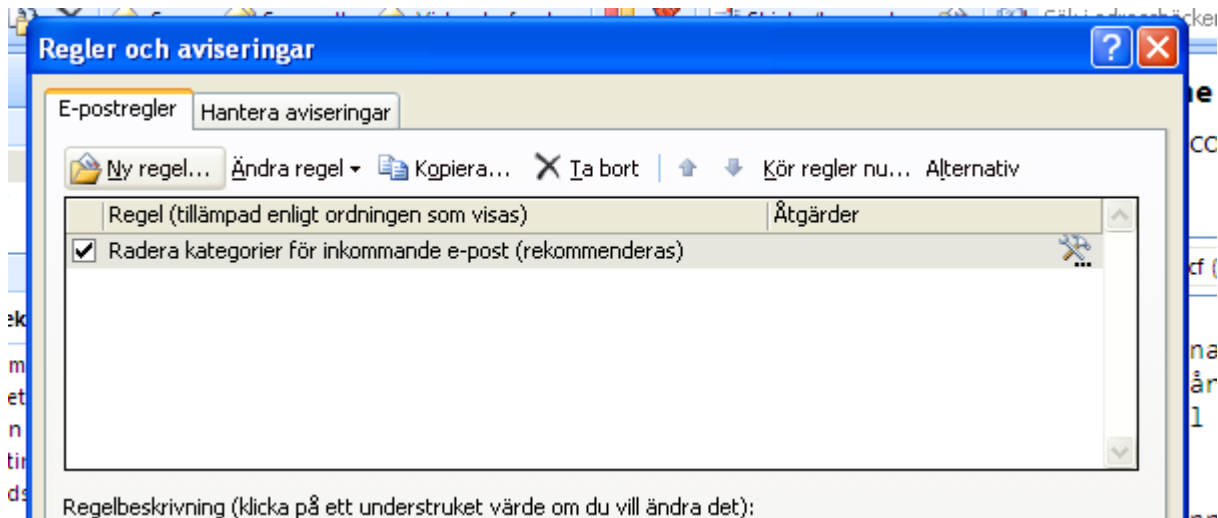 Sök i adressböcker
Regler och aviseringar
E-postregler
Hantera aviseringar
Ny regel...
Ändra regel
Kopiera...
Ta bort
Kör regler nu...
Alternativ
Regel (tillämpad enligt ordningen som visas)
Åtgärder
Radera kategorier för inkommande e-post (rekommenderas)
Regelbeskrivning (klicka på ett understruket värde om du vill ändra det):